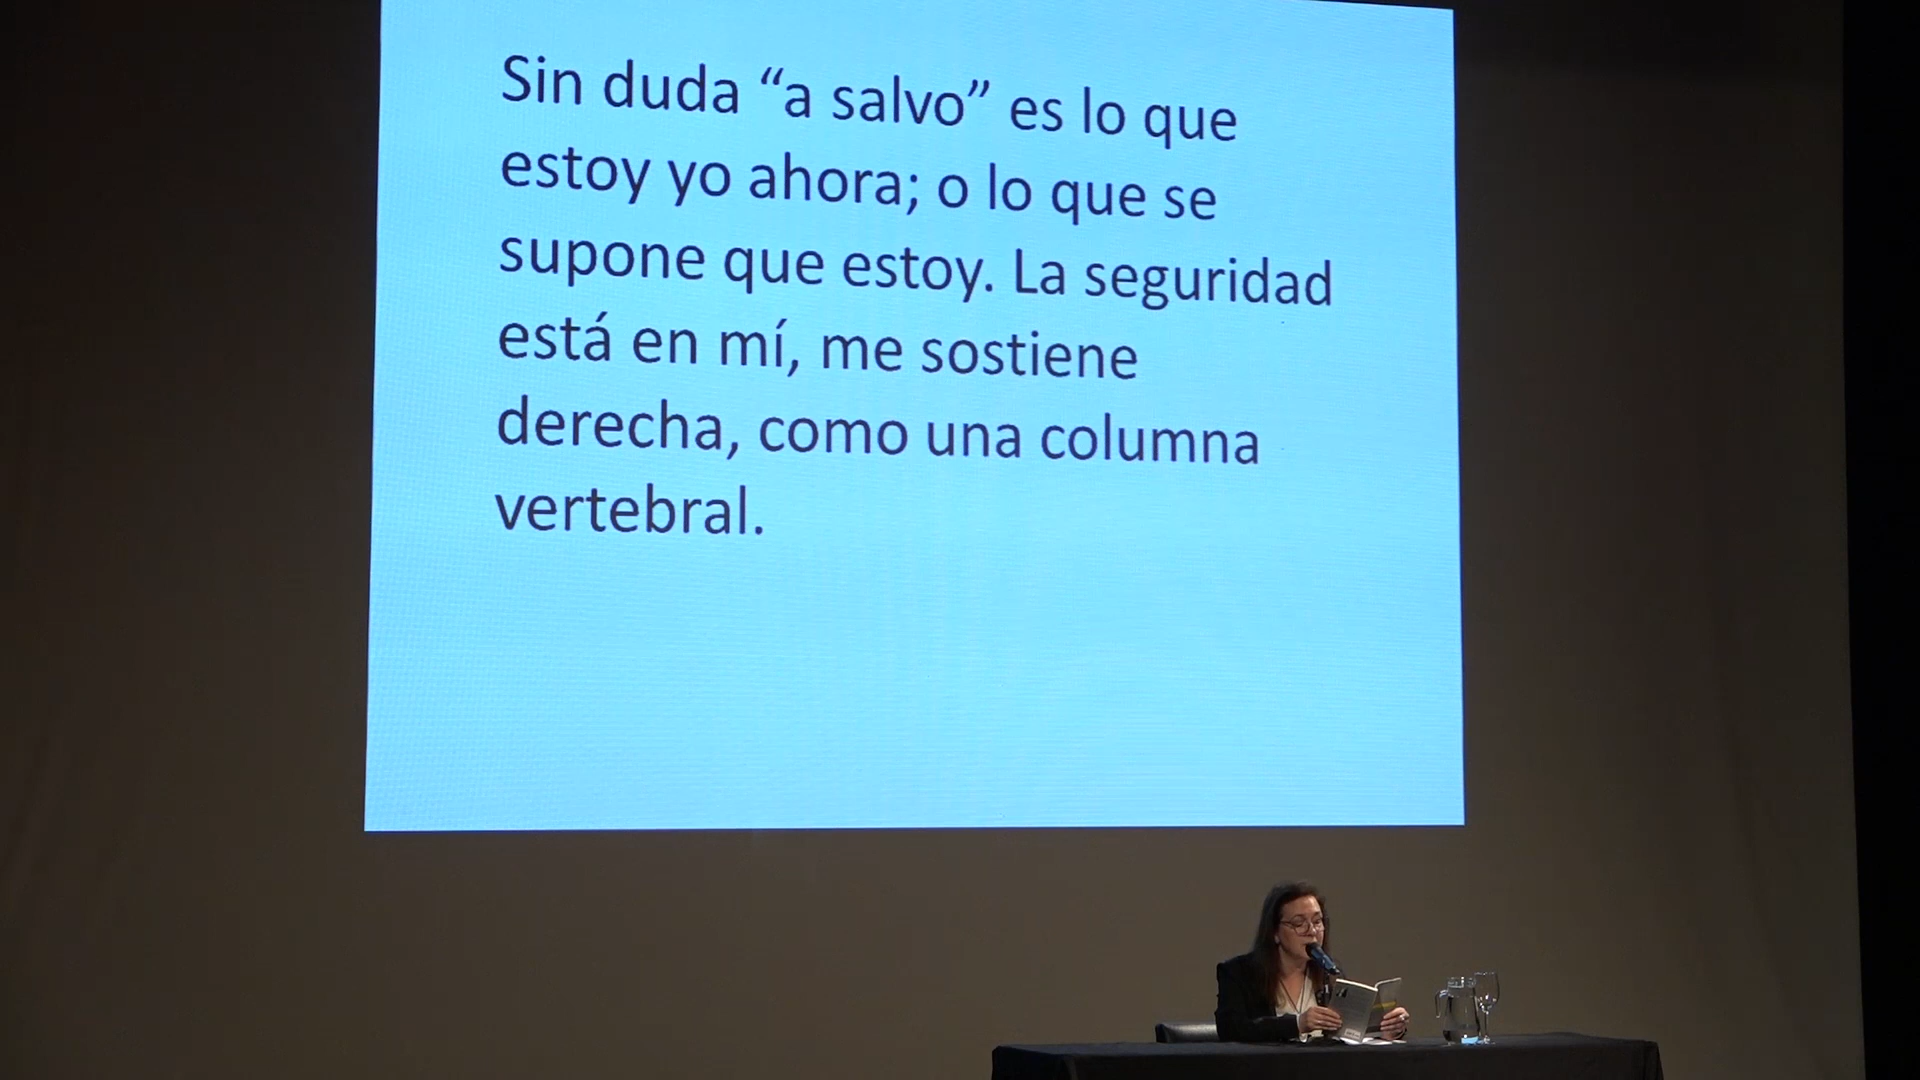 Sin duda “a salvo” es lo que
estoy yo ahora; o lo que se
supone que estoy. La seguridad
está en mí, me sostiene
derecha, como una columna
vertebral.